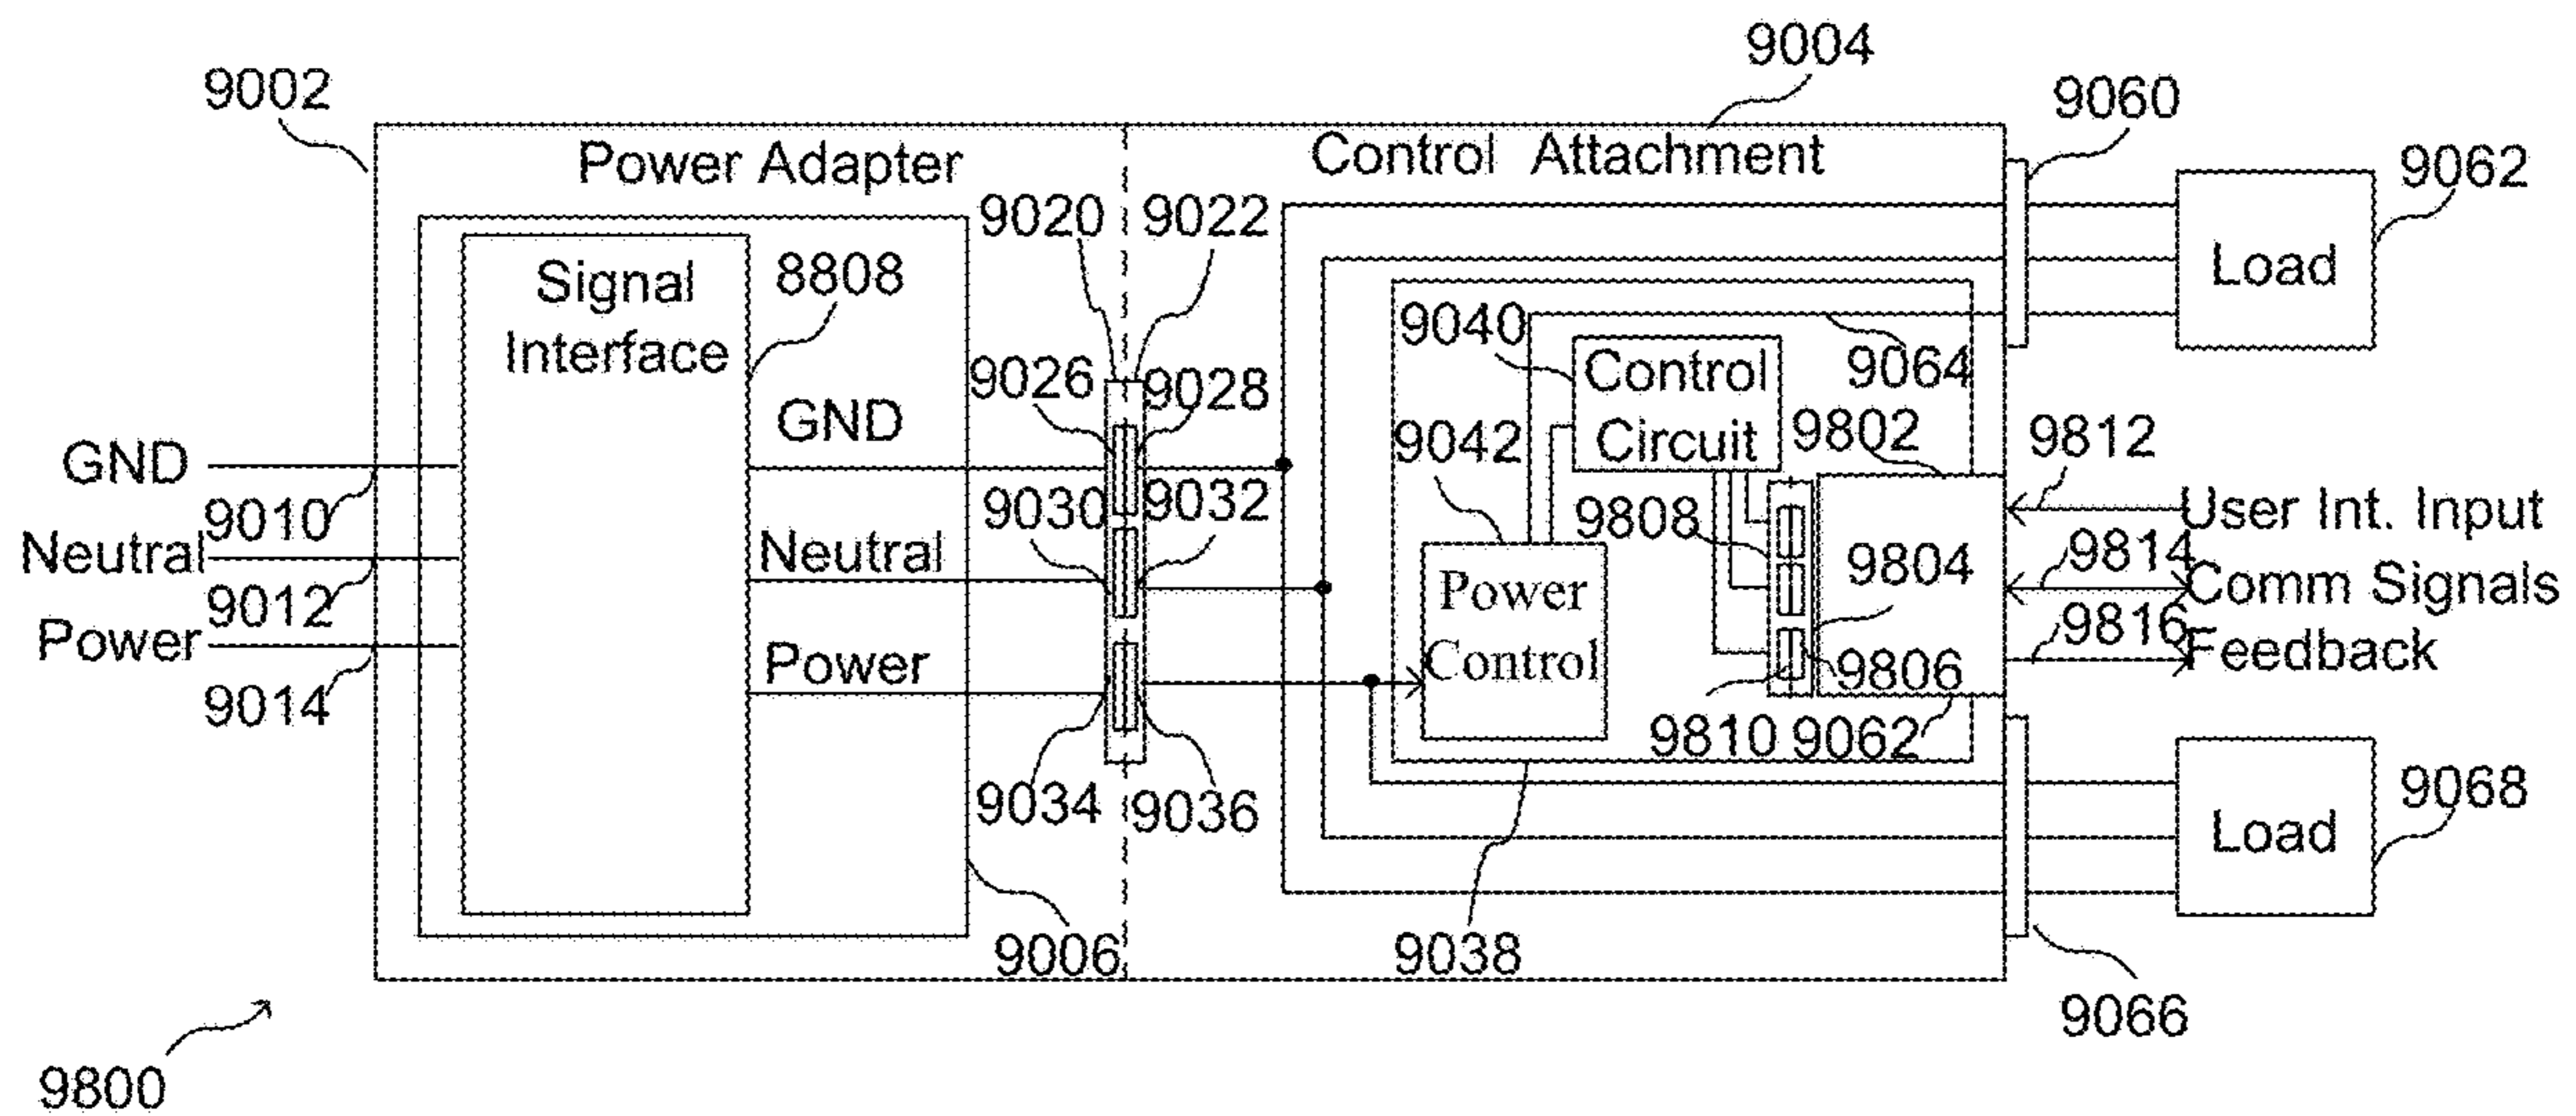 9004
9002
9060
Power Adapter
Control Attachment
9062
9020
9022
Signal
Interface
8808
Load
9040
Control
Circuit
9064
9026
9028
GND
9042
9802
9812
GND
9010
9030
9032
9808
User Int. Input
Neutral
Neutral
9804
9814
Comm Signals
9012
Power
Control
Power
Power
9806
9816
Feedback
9014
9810
9062
9034
9036
9068
Load
9006
9038
9066
9800